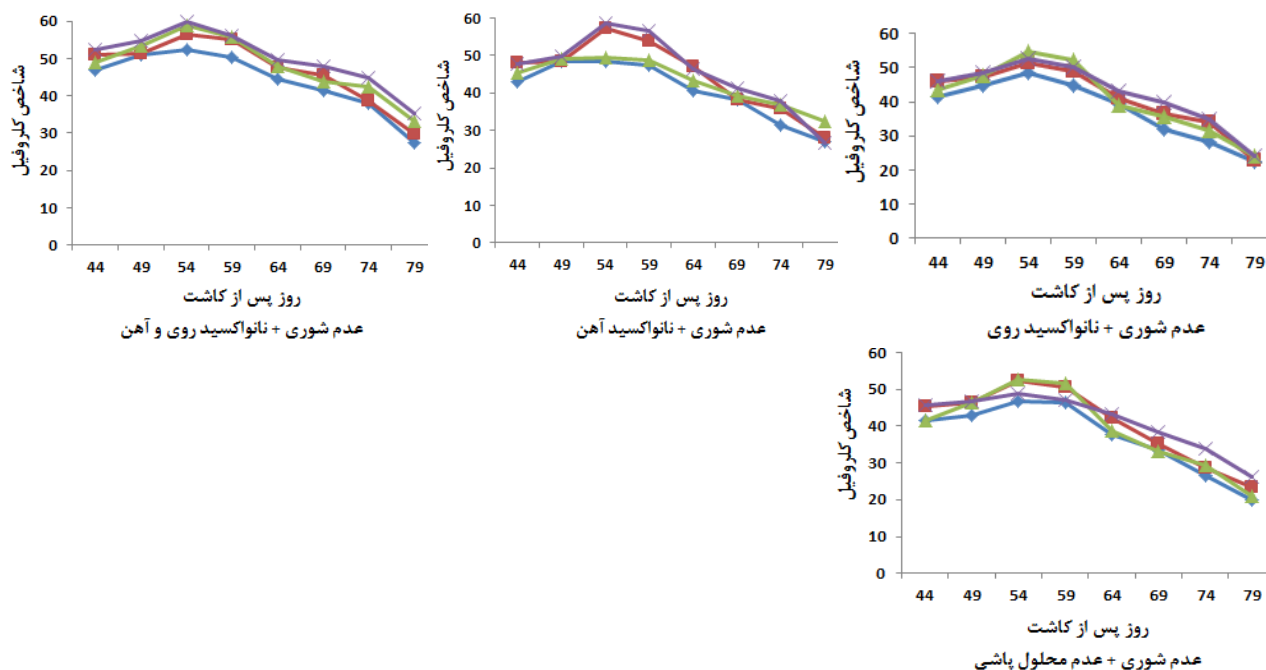 60
50
40
30
20
10
0
شاخص کلروفیل
44 49 54 59 64 69 74 79
روز پس از کاشت
عدم شوری + نانواکسید روی و آهن
60
50
40
30
20
10
0
شاخص کلروفیل
44 49 54 59 64 69 74 79
روز پس از کاشت
عدم شوری + نانواکسید آهن
60
50
40
30
20
10
0
شاخص کلروفیل
44 49 54 59 64 69 74 79
روز پس از کاشت
عدم شوری + نانواکسید روی
60
50
40
30
20
10
0
شاخص کلروفیل
44 49 54 59 64 69 74 79
روز پس از کاشت
عدم شوری + عدم محلول پاشی